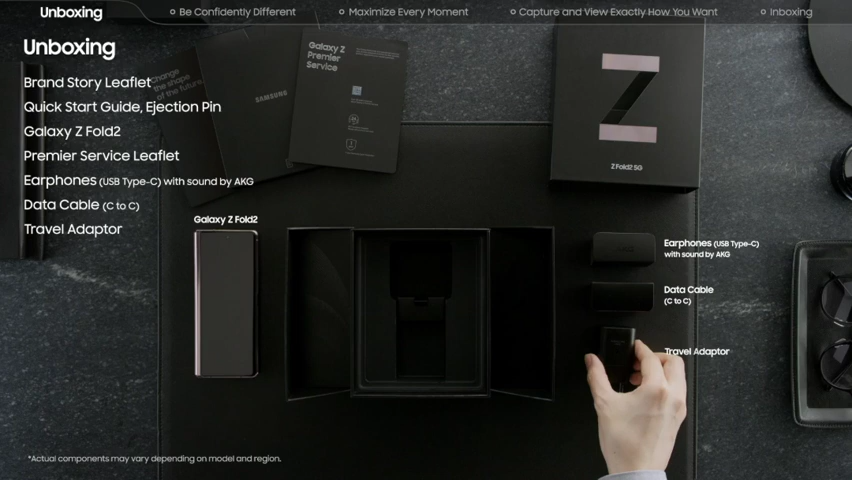 Unboxing
Be Confidently Different
Maximize Every Moment
Capture and View Exactly How You Want
Inboxing
Unboxing
Brand Story Leaflet
Quick Start Guide, Ejection Pin
Galaxy Z Fold2
Premier Service Leaflet
Earphones (USB Type-C) with sound by AKG
Data Cable (C to C)
Travel Adaptor
Change
the shape
of the future
SAMSUNG
Galaxy Z
Premier
Service
Z
Z Fold2 5G
Galaxy Z Fold2
Earphones (USB Type-C)
with sound by AKG
Data Cable
(C to C)
Travel Adaptor
*Actual components may vary depending on model and region.